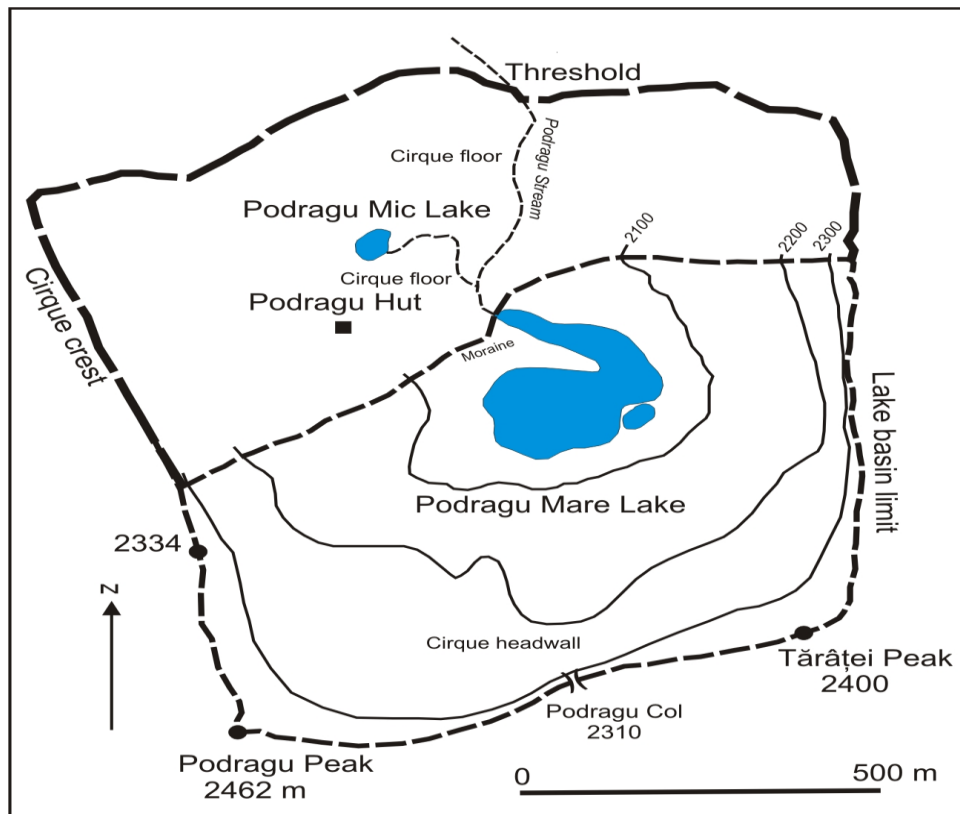 Threshold
Cirque floor
Podragu Stream
Podragu Mic Lake
2100
2200
2300
Cirque floor
Podragu Hut
Cirque crest
Moraine
Lake basin limit
Podragu Mare Lake
2334
N
Cirque headwall
Tărâței Peak
2400
Podragu Col
2310
Podragu Peak
2462 m
0
500 m